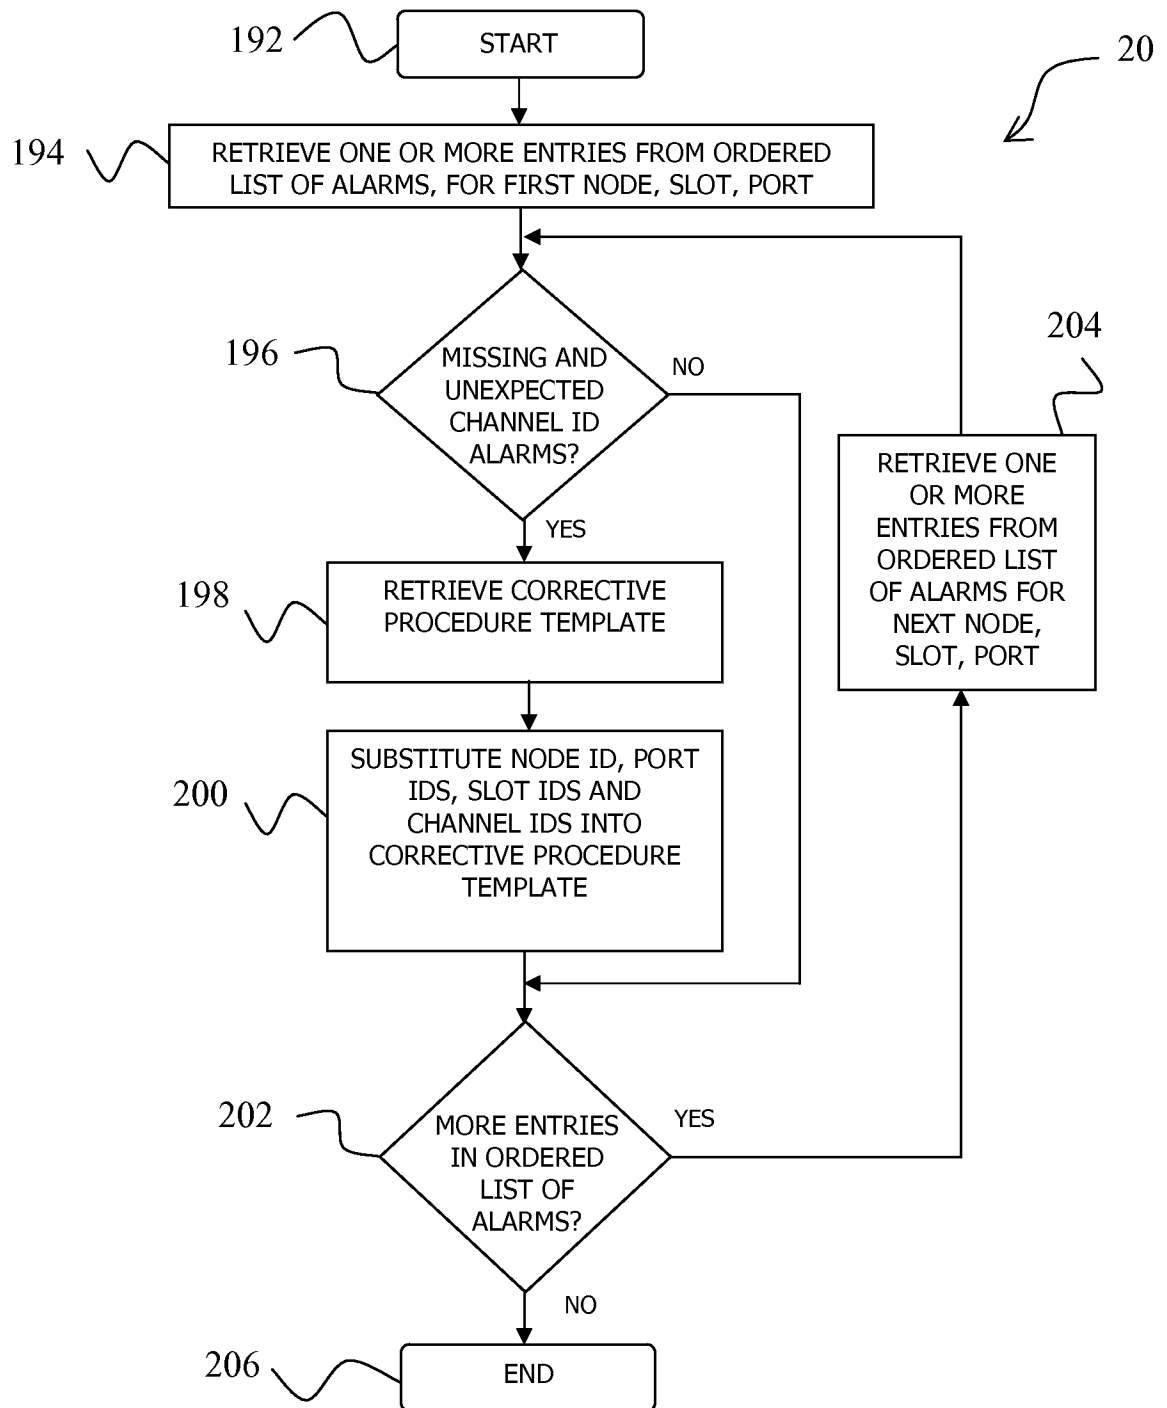 192
START
20
194
RETRIEVE ONE OR MORE ENTRIES FROM ORDERED
LIST OF ALARMS, FOR FIRST NODE, SLOT, PORT
196
MISSING AND
UNEXPECTED
CHANNEL ID
ALARMS?
NO
204
RETRIEVE ONE
OR MORE
ENTRIES FROM
ORDERED LIST
OF ALARMS FOR
NEXT NODE,
SLOT, PORT
YES
198
RETRIEVE CORRECTIVE
PROCEDURE TEMPLATE
200
SUBSTITUTE NODE ID, PORT
IDS, SLOT IDS AND
CHANNEL IDS INTO
CORRECTIVE PROCEDURE
TEMPLATE
202
MORE ENTRIES
IN ORDERED
LIST OF
ALARMS?
YES
NO
206
END